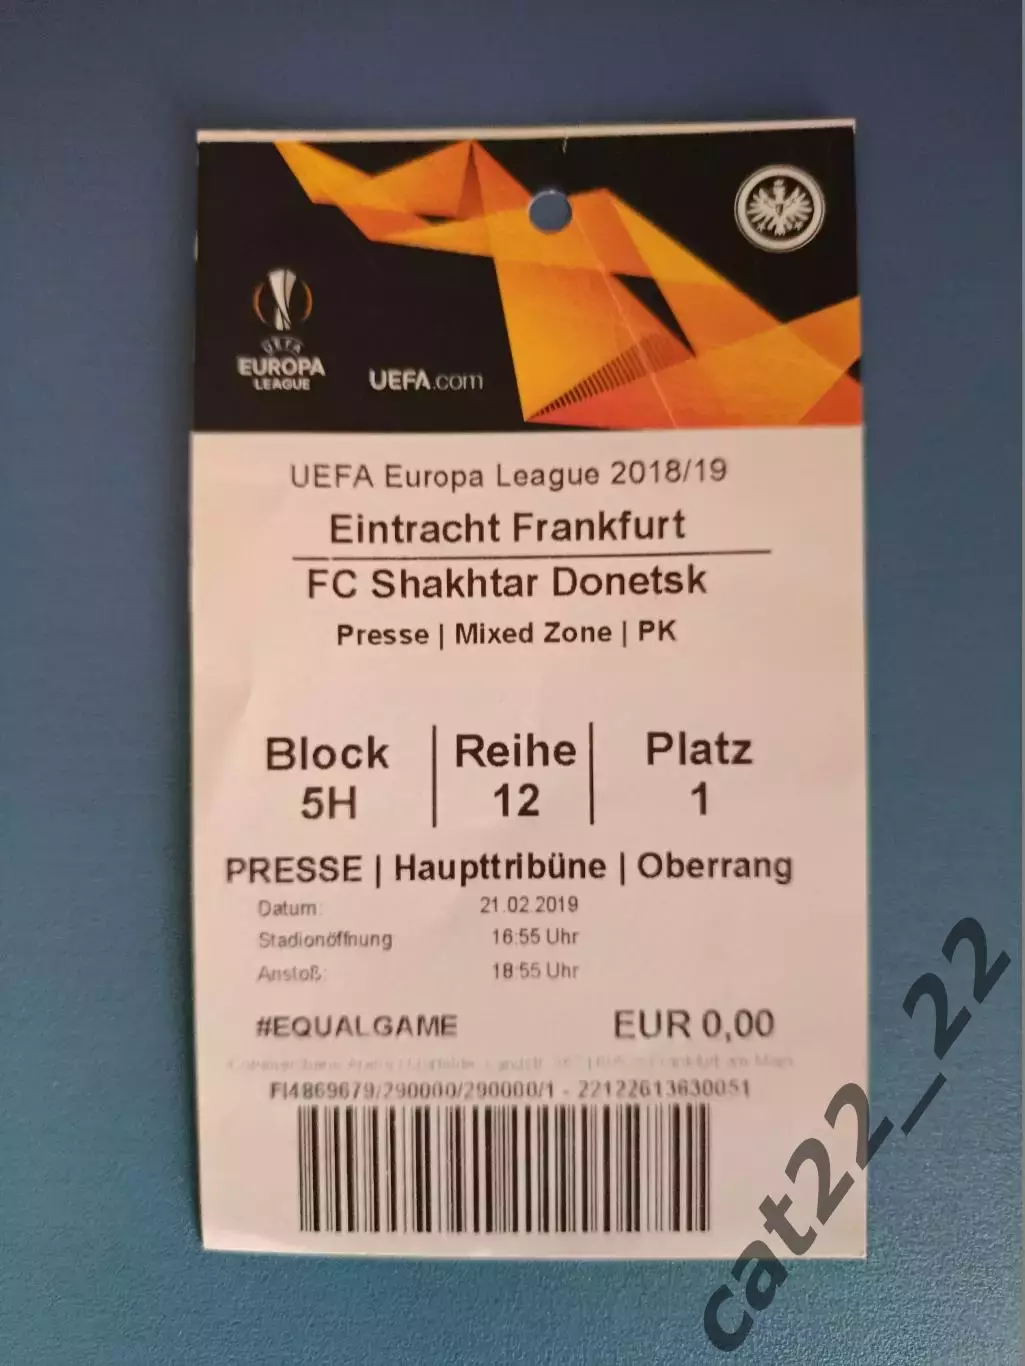 UEFA
EUROPA
LEAGUE
UEFA.com
UEFA Europa League 2018/19
Eintracht Frankfurt
FC Shakhtar Donetsk
Presse | Mixed Zone | PK
Block Reihe Platz
5H 12 1
PRESSE | Haupttribüne | Oberrang
Datum: 21.02.2019
Stadionöffnung 16:55 Uhr
Anstoß: 18:55 Uhr
#EQUALGAME EUR 0,00
FI4869679/290000/290000/1 - 22122613630051
cat22_22